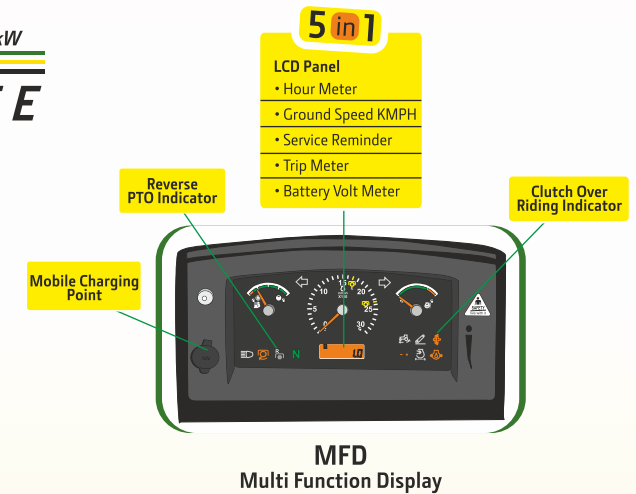 kW
E
5 in 1
LCD Panel
• Hour Meter
• Ground Speed KMPH
• Service Reminder
• Trip Meter
• Battery Volt Meter
Reverse
PTO Indicator
Clutch Over
Riding Indicator
Mobile Charging
Point
5
10
15
20
25
30
N
1.0
MFD
Multi Function Display